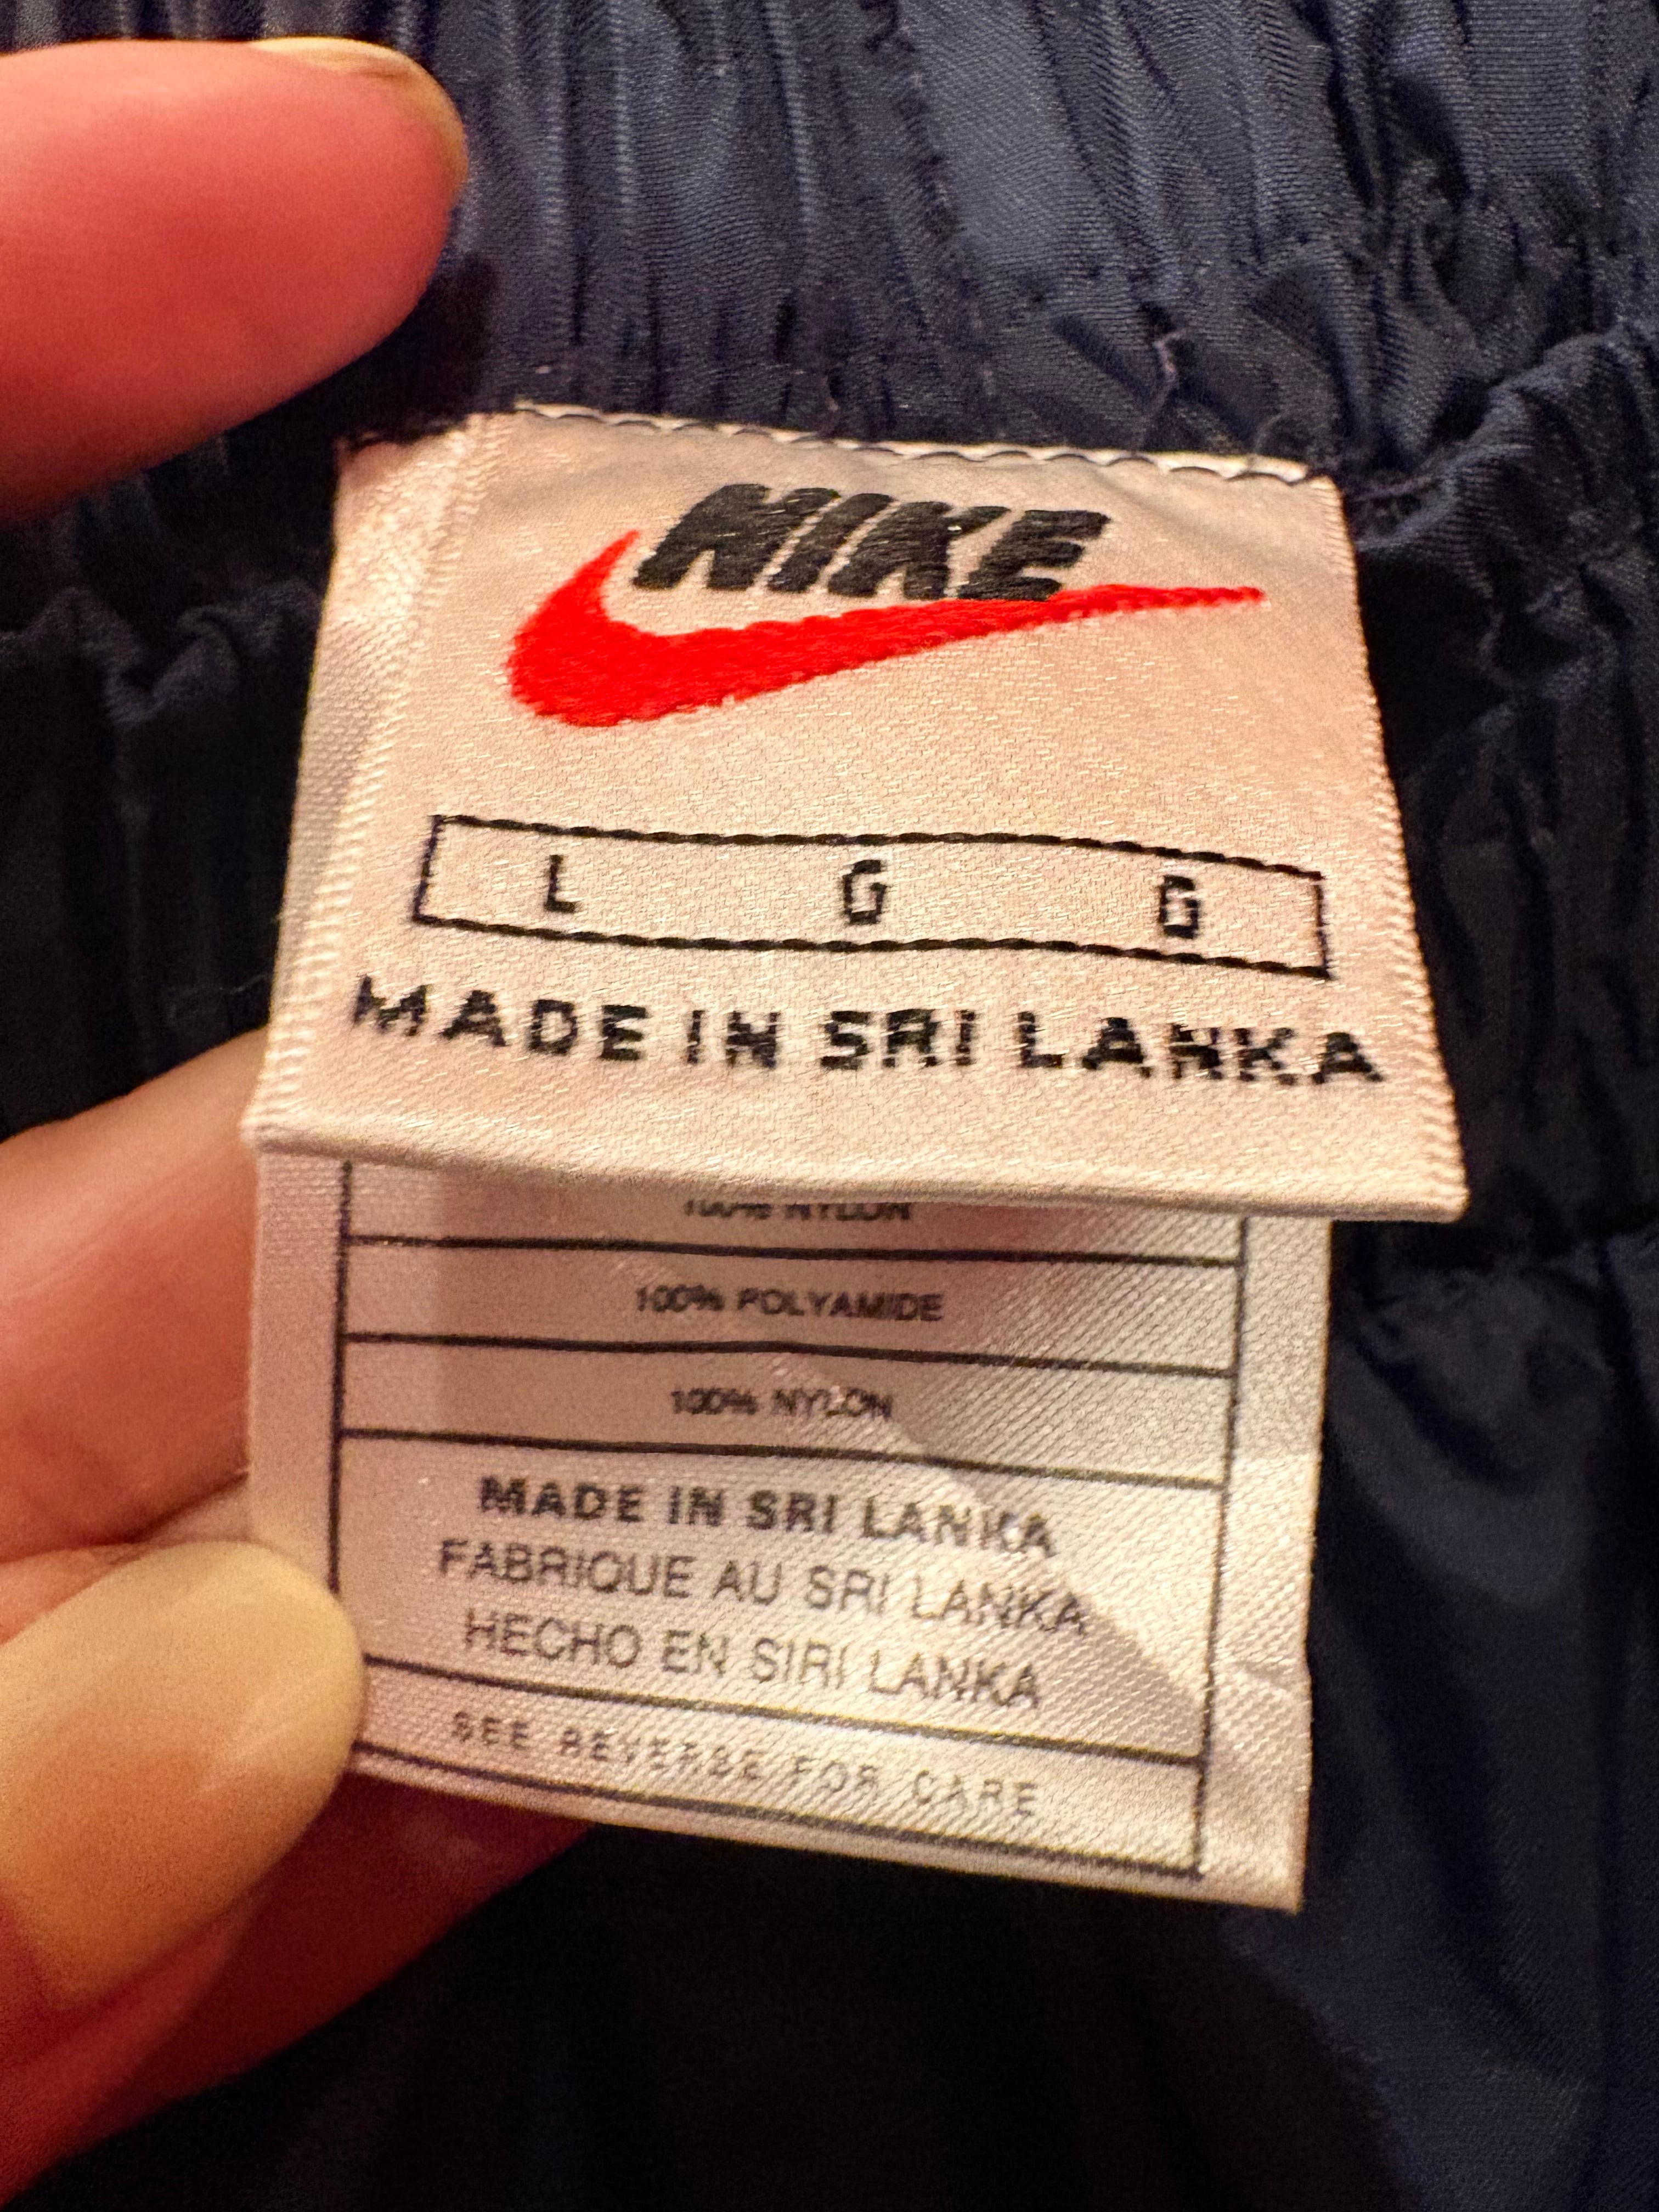 NIKE
L G G
MADE IN SRI LANKA
100% NYLON
100% POLYAMIDE
100% NYLON
MADE IN SRI LANKA
FABRIQUE AU SRI LANKA
HECHO EN SIRI LANKA
SEE REVERSE FOR CARE